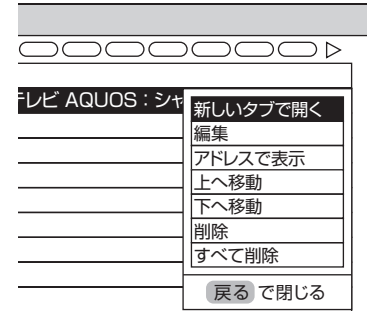 テレビ AQUOS：シャ
新しいタブで開く
編集
アドレスで表示
上へ移動
下へ移動
削除
すべて削除
戻る で閉じる